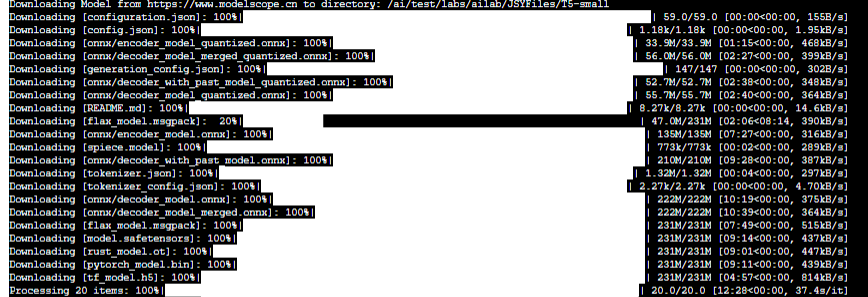 Downloading Model from https://www.modelscope.cn to directory: /ai/test/labs/ailab/JSYFiles/T5-small
Downloading [configuration.json]: 100%| | 59.0/59.0 [00:00<00:00, 155B/s]
Downloading [config.json]: 100%| | 1.18k/1.18k [00:00<00:00, 1.95kB/s]
Downloading [onnx/encoder_model_quantized.onnx]: 100%| | 33.9M/33.9M [01:15<00:00, 468kB/s]
Downloading [onnx/decoder_model_merged_quantized.onnx]: 100%| | 56.0M/56.0M [02:27<00:00, 399kB/s]
Downloading [generation_config.json]: 100%| | 147/147 [00:00<00:00, 302B/s]
Downloading [onnx/decoder_with_past_model_quantized.onnx]: 100%| | 52.7M/52.7M [02:38<00:00, 348kB/s]
Downloading [onnx/decoder_model_quantized.onnx]: 100%| | 55.7M/55.7M [02:40<00:00, 364kB/s]
Downloading [README.md]: 100%| | 8.27k/8.27k [00:00<00:00, 14.6kB/s]
Downloading [flax_model.msgpack]: 20%| | 47.0M/231M [02:06<08:14, 390kB/s]
Downloading [onnx/encoder_model.onnx]: 100%| | 135M/135M [07:27<00:00, 316kB/s]
Downloading [spiece.model]: 100%| | 773k/773k [00:02<00:00, 289kB/s]
Downloading [onnx/decoder_with_past_model.onnx]: 100%| | 210M/210M [09:28<00:00, 387kB/s]
Downloading [tokenizer.json]: 100%| | 1.32M/1.32M [00:04<00:00, 297kB/s]
Downloading [tokenizer_config.json]: 100%| | 2.27k/2.27k [00:00<00:00, 4.70kB/s]
Downloading [onnx/decoder_model.onnx]: 100%| | 222M/222M [10:19<00:00, 375kB/s]
Downloading [onnx/decoder_model_merged.onnx]: 100%| | 222M/222M [10:39<00:00, 364kB/s]
Downloading [flax_model.msgpack]: 100%| | 231M/231M [07:49<00:00, 515kB/s]
Downloading [model.safetensors]: 100%| | 231M/231M [09:14<00:00, 437kB/s]
Downloading [rust_model.ot]: 100%| | 231M/231M [09:01<00:00, 447kB/s]
Downloading [pytorch_model.bin]: 100%| | 231M/231M [09:11<00:00, 439kB/s]
Downloading [tf_model.h5]: 100%| | 231M/231M [04:57<00:00, 814kB/s]
Processing 20 items: 100%| | 20.0/20.0 [12:28<00:00, 37.4s/it]